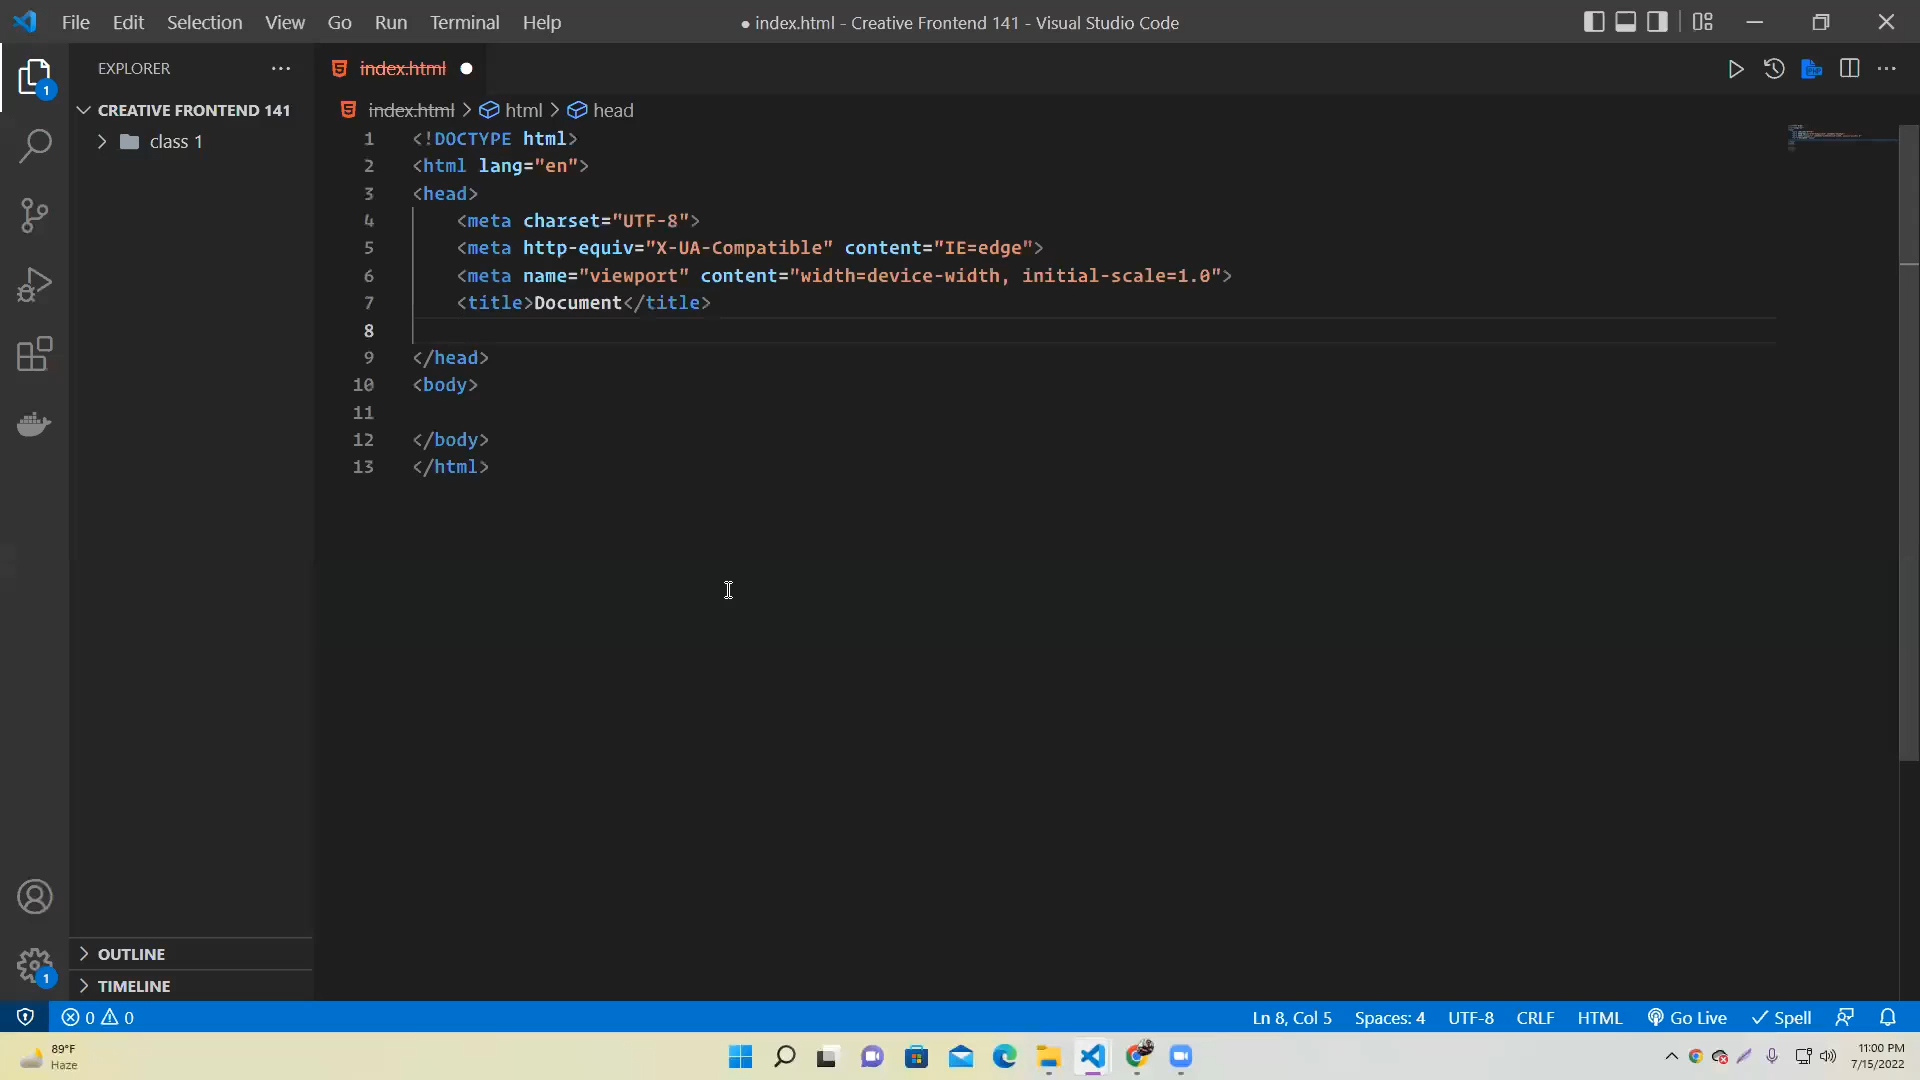 File Edit Selection View Go Run Terminal Help
● index.html - Creative Frontend 141 - Visual Studio Code
EXPLORER
1
CREATIVE FRONTEND 141
class 1
index.html
index.html > html > head
1 <!DOCTYPE html>
2 <html lang="en">
3 <head>
4 <meta charset="UTF-8">
5 <meta http-equiv="X-UA-Compatible" content="IE=edge">
6 <meta name="viewport" content="width=device-width, initial-scale=1.0">
7 <title>Document</title>
8
9 </head>
10 <body>
11
12 </body>
13 </html>
OUTLINE
TIMELINE
1
0 0
Ln 8, Col 5 Spaces: 4 UTF-8 CRLF HTML Go Live Spell
89°F
Haze
11:00 PM
7/15/2022